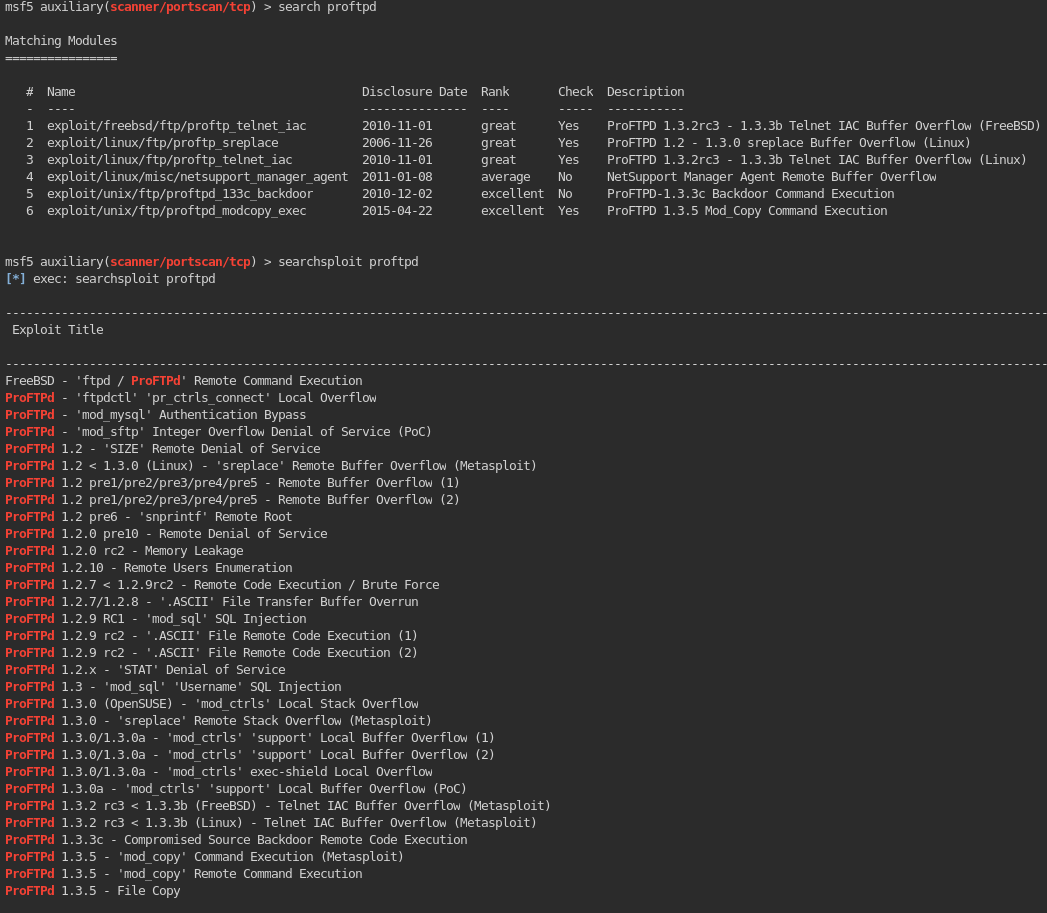 msf5 auxiliary(scanner/portscan/tcp) > search proftpd
Matching Modules
================
#  Name                                         Disclosure Date  Rank       Check  Description
-  ----                                         ---------------  ----       -----  -----------
1  exploit/freebsd/ftp/proftp_telnet_iac        2010-11-01       great      Yes    ProFTPD 1.3.2rc3 - 1.3.3b Telnet IAC Buffer Overflow (FreeBSD)
2  exploit/linux/ftp/proftp_sreplace            2006-11-26       great      Yes    ProFTPD 1.2 - 1.3.0 sreplace Buffer Overflow (Linux)
3  exploit/linux/ftp/proftp_telnet_iac          2010-11-01       great      Yes    ProFTPD 1.3.2rc3 - 1.3.3b Telnet IAC Buffer Overflow (Linux)
4  exploit/linux/misc/netsupport_manager_agent  2011-01-08       average    No     NetSupport Manager Agent Remote Buffer Overflow
5  exploit/unix/ftp/proftpd_133c_backdoor       2010-12-02       excellent  No     ProFTPD-1.3.3c Backdoor Command Execution
6  exploit/unix/ftp/proftpd_modcopy_exec        2015-04-22       excellent  Yes    ProFTPD 1.3.5 Mod_Copy Command Execution
msf5 auxiliary(scanner/portscan/tcp) > searchsploit proftpd
[*] exec: searchsploit proftpd
-----------------------------------------------------------------------------------------------------------------------------------------------------
Exploit Title
-----------------------------------------------------------------------------------------------------------------------------------------------------
FreeBSD - 'ftpd / ProFTPd' Remote Command Execution
ProFTPd - 'ftpdctl' 'pr_ctrls_connect' Local Overflow
ProFTPd - 'mod_mysql' Authentication Bypass
ProFTPd - 'mod_sftp' Integer Overflow Denial of Service (PoC)
ProFTPd 1.2 - 'SIZE' Remote Denial of Service
ProFTPd 1.2 < 1.3.0 (Linux) - 'sreplace' Remote Buffer Overflow (Metasploit)
ProFTPd 1.2 pre1/pre2/pre3/pre4/pre5 - Remote Buffer Overflow (1)
ProFTPd 1.2 pre1/pre2/pre3/pre4/pre5 - Remote Buffer Overflow (2)
ProFTPd 1.2 pre6 - 'snprintf' Remote Root
ProFTPd 1.2.0 pre10 - Remote Denial of Service
ProFTPd 1.2.0 rc2 - Memory Leakage
ProFTPd 1.2.10 - Remote Users Enumeration
ProFTPd 1.2.7 < 1.2.9rc2 - Remote Code Execution / Brute Force
ProFTPd 1.2.7/1.2.8 - '.ASCII' File Transfer Buffer Overrun
ProFTPd 1.2.9 RC1 - 'mod_sql' SQL Injection
ProFTPd 1.2.9 rc2 - '.ASCII' File Remote Code Execution (1)
ProFTPd 1.2.9 rc2 - '.ASCII' File Remote Code Execution (2)
ProFTPd 1.2.x - 'STAT' Denial of Service
ProFTPd 1.3 - 'mod_sql' 'Username' SQL Injection
ProFTPd 1.3.0 (OpenSUSE) - 'mod_ctrls' Local Stack Overflow
ProFTPd 1.3.0 - 'sreplace' Remote Stack Overflow (Metasploit)
ProFTPd 1.3.0/1.3.0a - 'mod_ctrls' 'support' Local Buffer Overflow (1)
ProFTPd 1.3.0/1.3.0a - 'mod_ctrls' 'support' Local Buffer Overflow (2)
ProFTPd 1.3.0/1.3.0a - 'mod_ctrls' exec-shield Local Overflow
ProFTPd 1.3.0a - 'mod_ctrls' 'support' Local Buffer Overflow (PoC)
ProFTPd 1.3.2 rc3 < 1.3.3b (FreeBSD) - Telnet IAC Buffer Overflow (Metasploit)
ProFTPd 1.3.2 rc3 < 1.3.3b (Linux) - Telnet IAC Buffer Overflow (Metasploit)
ProFTPd 1.3.3c - Compromised Source Backdoor Remote Code Execution
ProFTPd 1.3.5 - 'mod_copy' Command Execution (Metasploit)
ProFTPd 1.3.5 - 'mod_copy' Remote Command Execution
ProFTPd 1.3.5 - File Copy